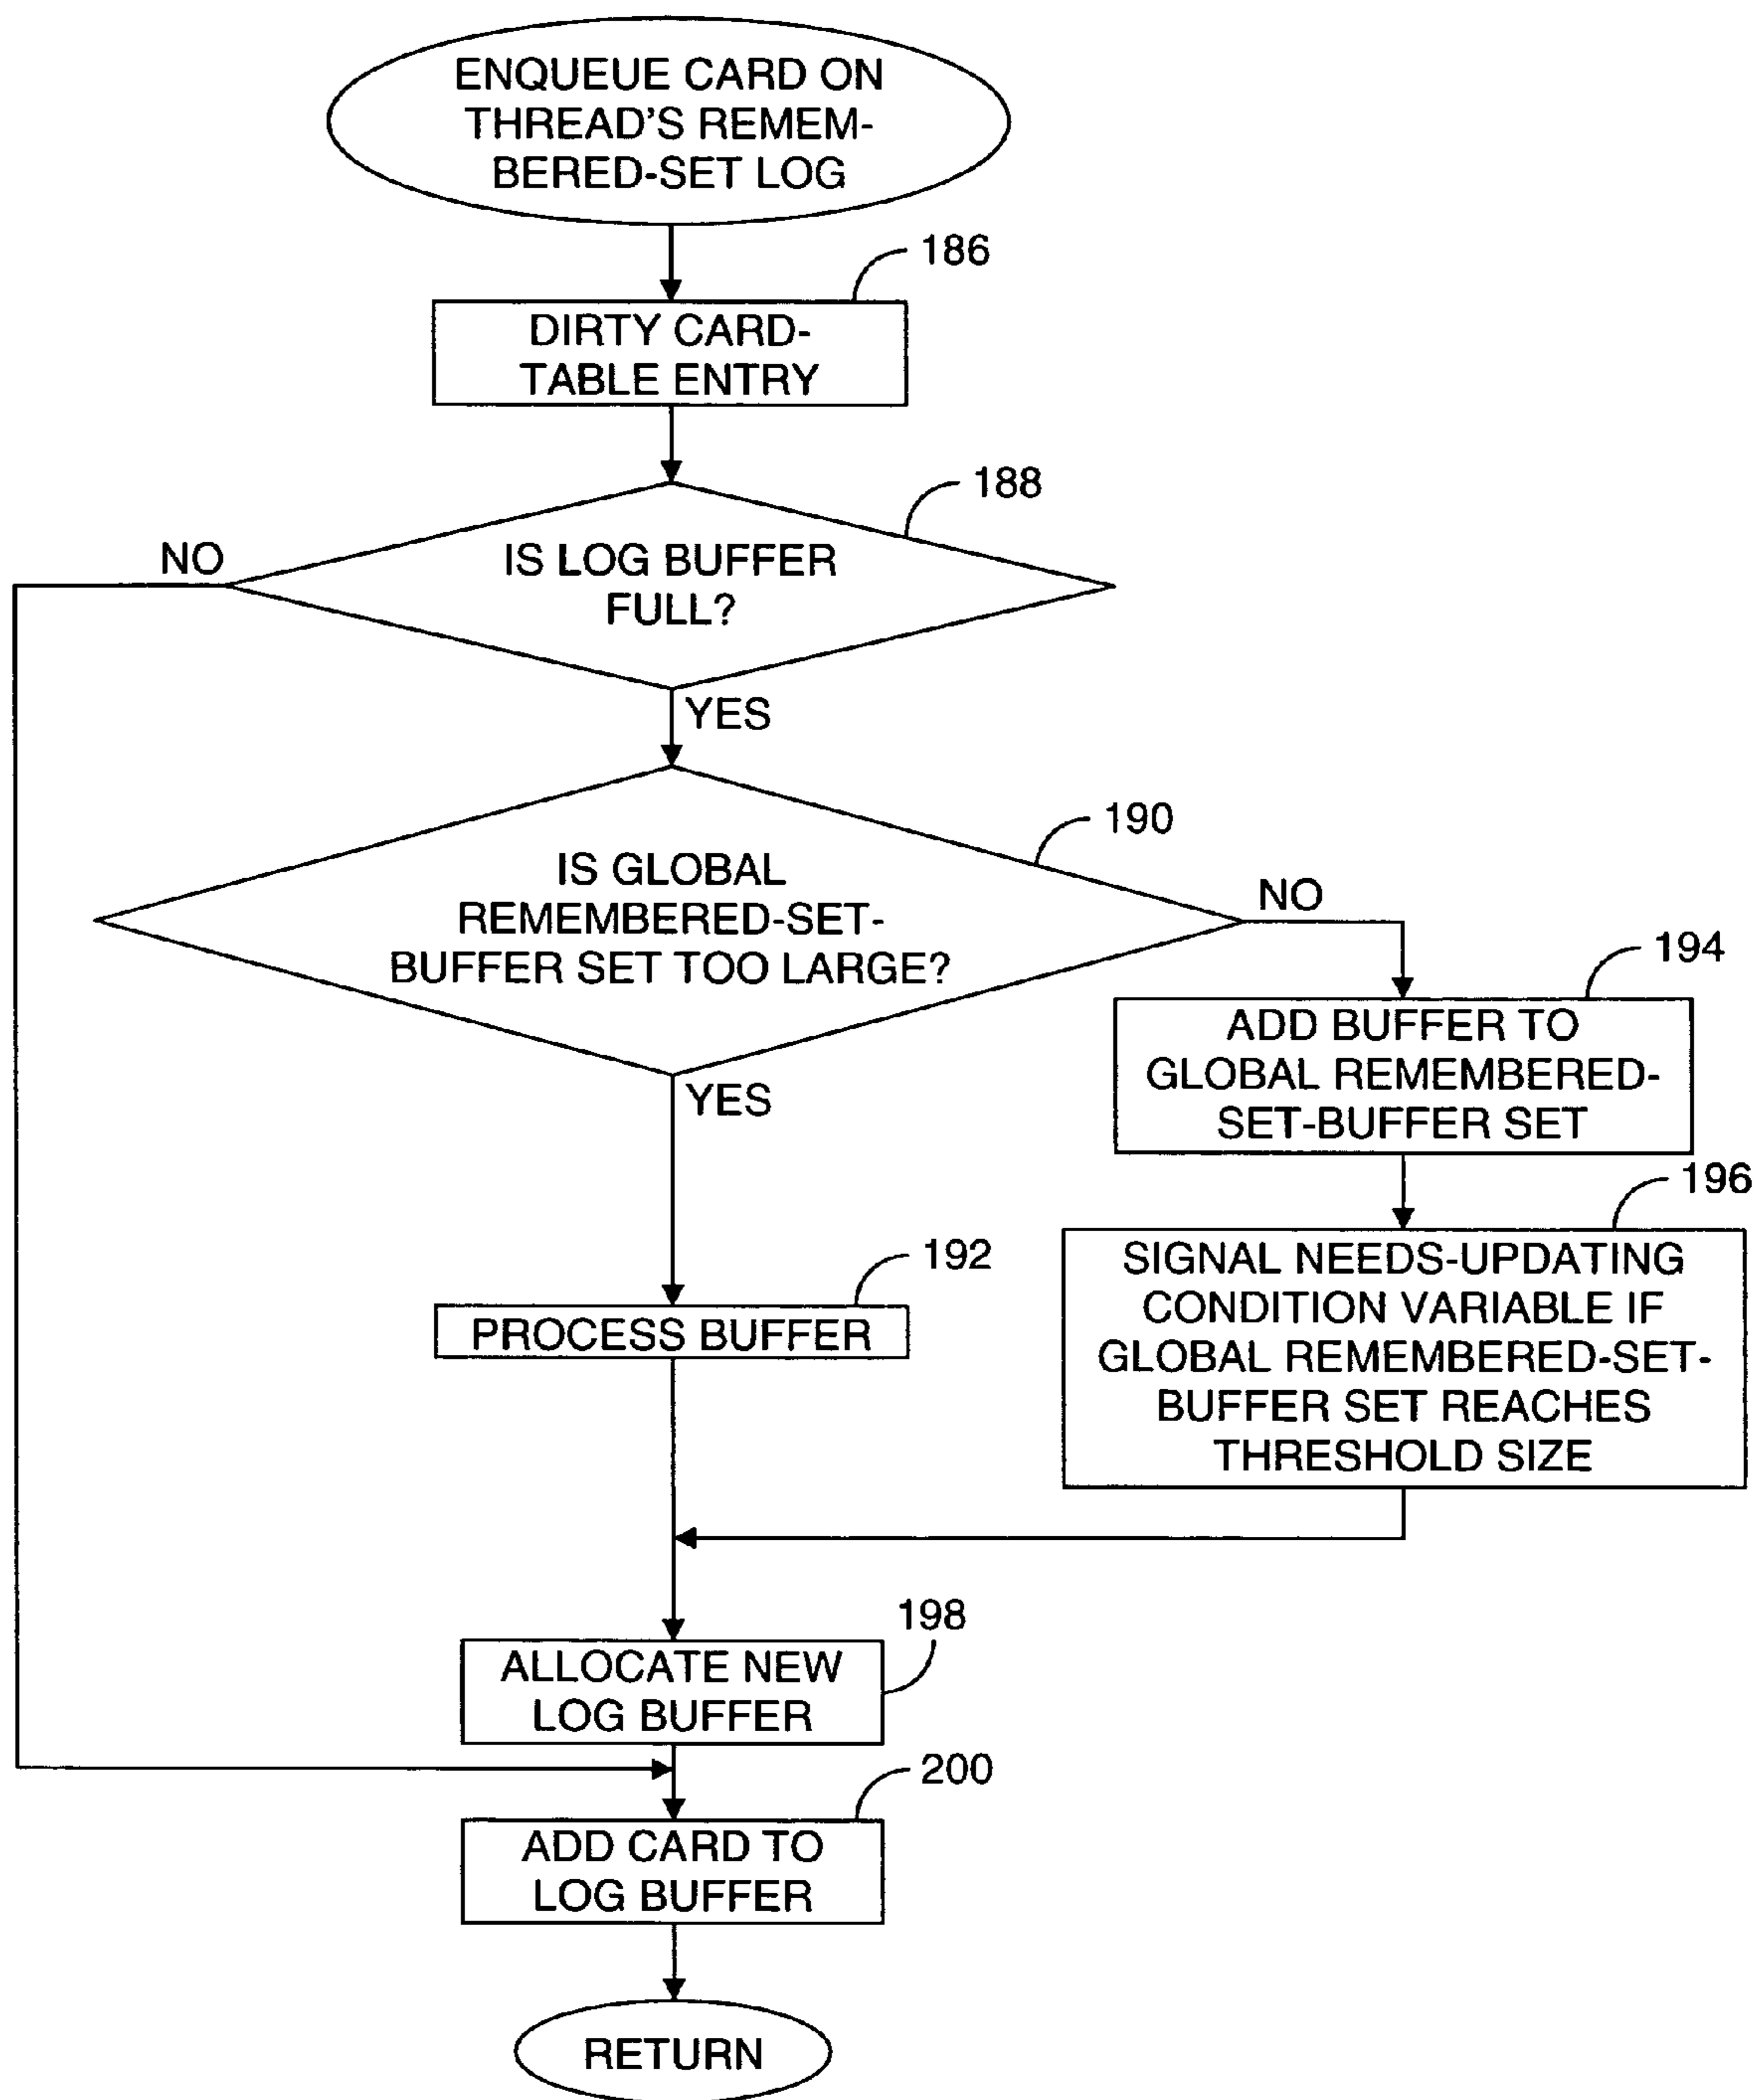 ENQUEUE CARD ON
THREAD'S REMEM-
BERED-SET LOG
186
DIRTY CARD-
TABLE ENTRY
188
NO
IS LOG BUFFER
FULL?
YES
190
IS GLOBAL
REMEMBERED-SET-
BUFFER SET TOO LARGE?
NO
194
ADD BUFFER TO
GLOBAL REMEMBERED-
SET-BUFFER SET
YES
196
SIGNAL NEEDS-UPDATING
CONDITION VARIABLE IF
GLOBAL REMEMBERED-SET-
BUFFER SET REACHES
THRESHOLD SIZE
192
PROCESS BUFFER
198
ALLOCATE NEW
LOG BUFFER
200
ADD CARD TO
LOG BUFFER
RETURN